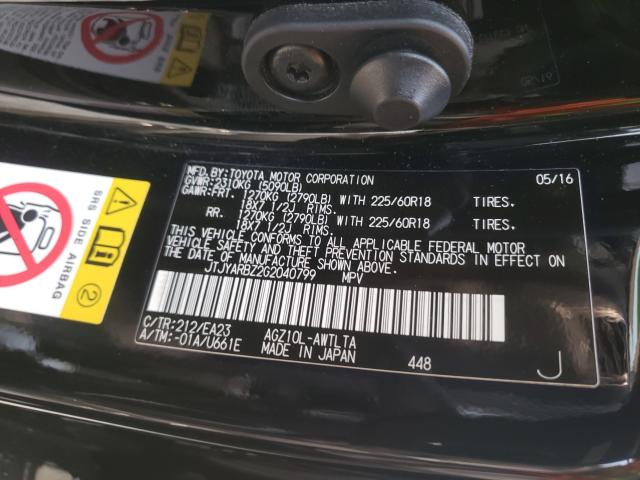 MFD. BY:TOYOTA MOTOR CORPORATION 05/16
GVWR 2310KG (5090LB)
GAWR:FRT. 1270KG (2790LB) WITH 225/60R18 TIRES.
18X7 1/2J RIMS.
RR. 1270KG (2790LB) WITH 225/60R18 TIRES.
18X7 1/2J RIMS.
THIS VEHICLE CONFORMS TO ALL APPLICABLE FEDERAL MOTOR
VEHICLE SAFETY AND THEFT PREVENTION STANDARDS IN EFFECT ON
THE DATE OF MANUFACTURE SHOWN ABOVE.
JTJYARBZ2G2040799 MPV
C/TR:212/EA23 AGZ10L-AWTLTA
A/TM:-01A/U661E MADE IN JAPAN 448 J
SRS SIDE AIRBAG
2